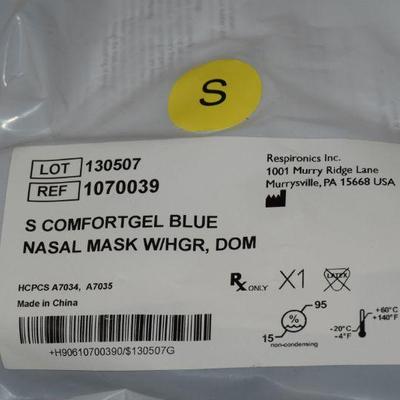 S
LOT 130507
REF 1070039
Respironics Inc.
1001 Murry Ridge Lane
Murrysville, PA 15668 USA
S COMFORTGEL BLUE
NASAL MASK W/HGR, DOM
HCPCS A7034, A7035
Made in China
Rx ONLY X1 LATEX
95
%
15
non-condensing
+60°C
+140°F
-20°C
-4°F
+H90610700390/$130507G